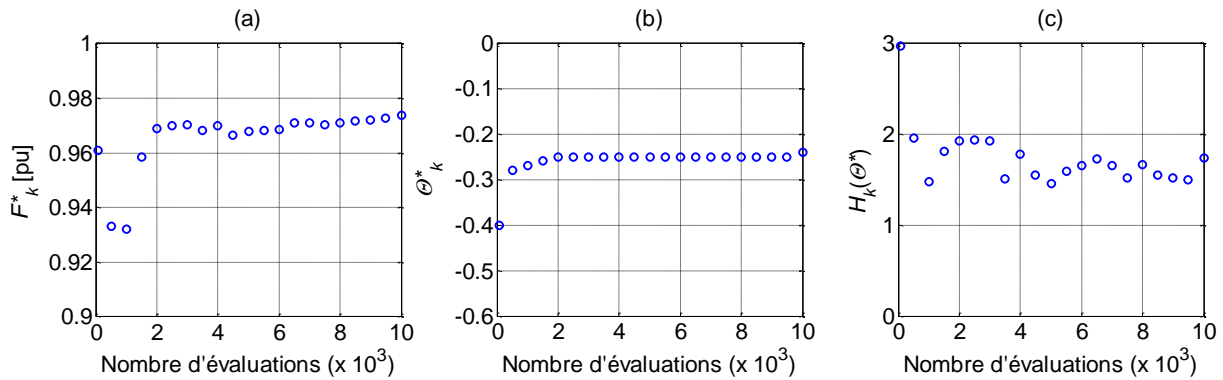 (a)
1
0.98
0.96
0.94
0.92
0.9
F*k [pu]
0 2 4 6 8 10
Nombre d'évaluations (x 10³)
(b)
0
-0.1
-0.2
-0.3
-0.4
-0.5
-0.6
Θ*k
0 2 4 6 8 10
Nombre d'évaluations (x 10³)
(c)
3
2
1
0
Hk(Θ*)
0 2 4 6 8 10
Nombre d'évaluations (x 10³)